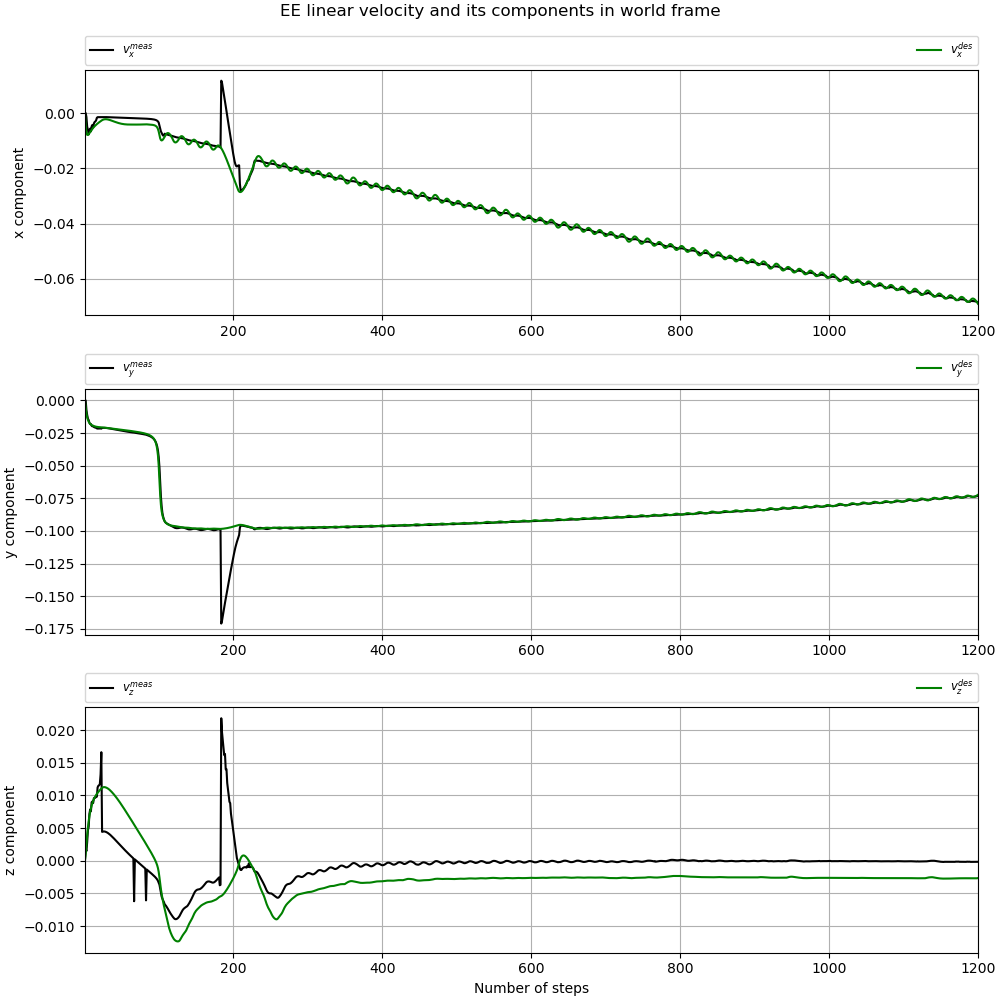 EE linear velocity and its components in world frame
v_x^meas v_x^des
0.00
−0.02
−0.04
−0.06
x component
200 400 600 800 1000 1200
v_y^meas v_y^des
0.000
−0.025
−0.050
−0.075
−0.100
−0.125
−0.150
−0.175
y component
200 400 600 800 1000 1200
v_z^meas v_z^des
0.020
0.015
0.010
0.005
0.000
−0.005
−0.010
z component
200 400 600 800 1000 1200
Number of steps